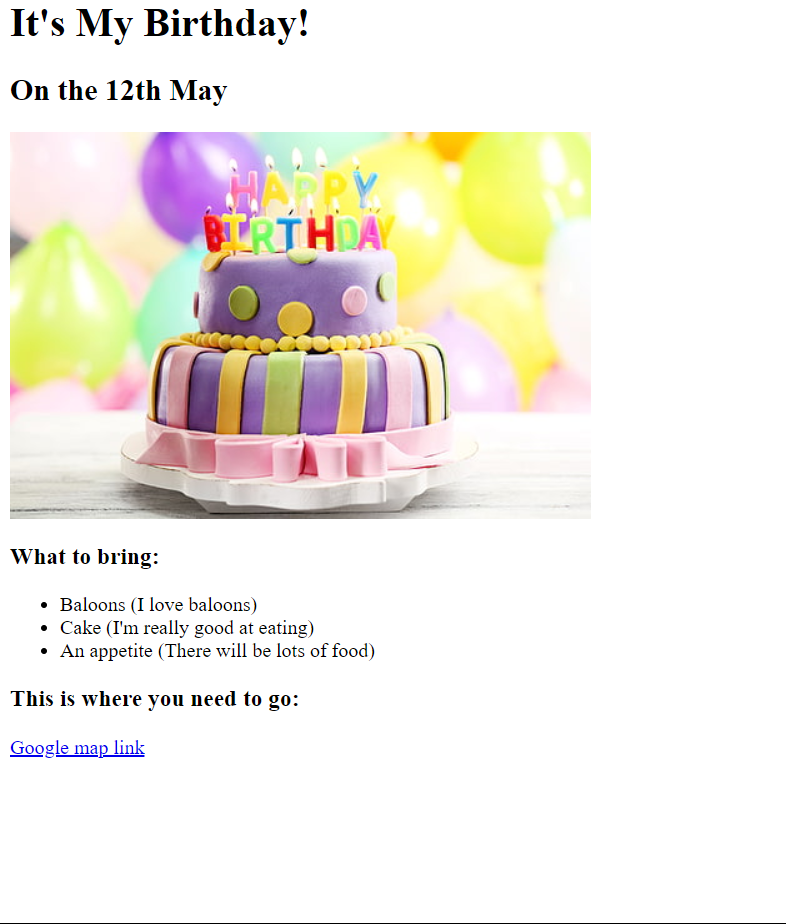 It's My Birthday!
On the 12th May
HAPPY
BIRTHDAY
What to bring:
Baloons (I love baloons)
Cake (I'm really good at eating)
An appetite (There will be lots of food)
This is where you need to go:
Google map link